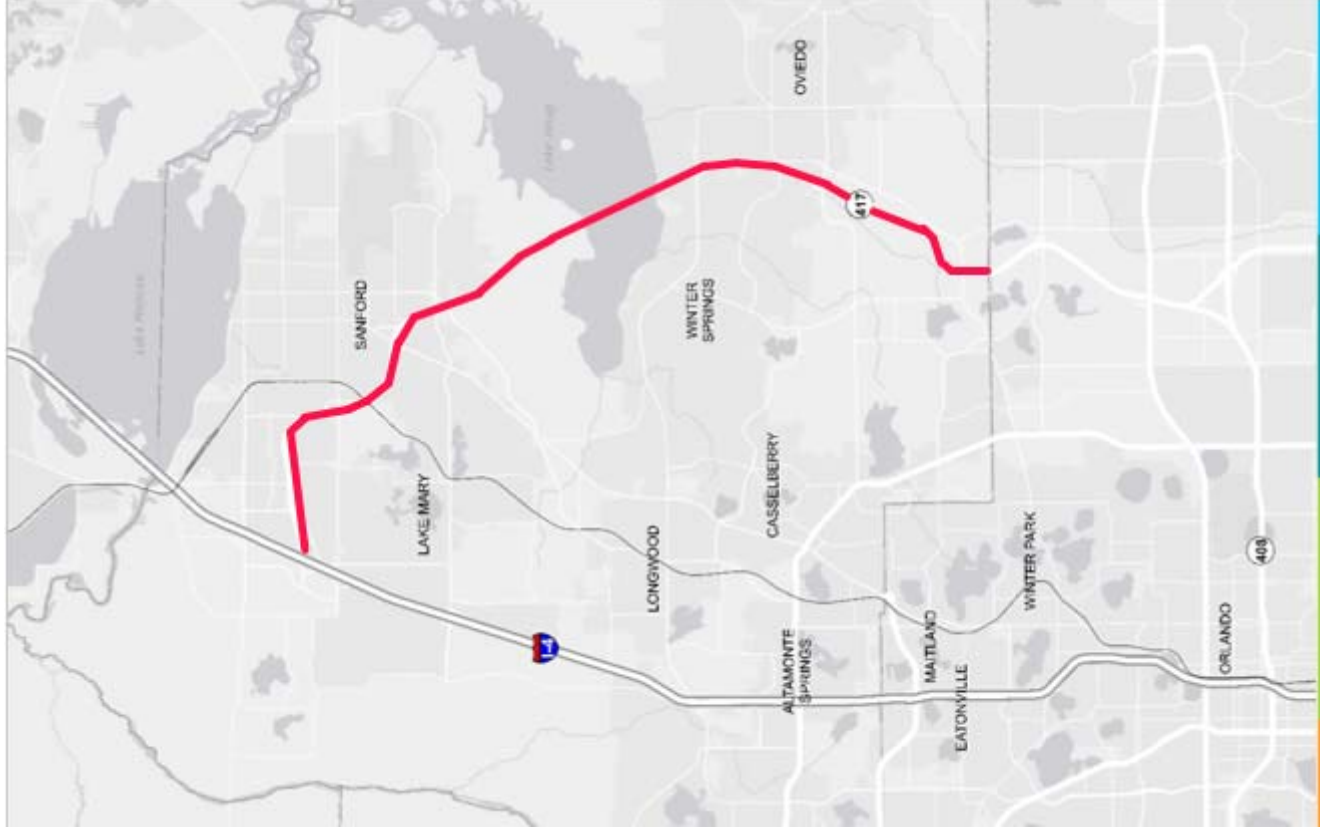 OVIEDO
417
SANFORD
WINTER
SPRINGS
LAKE MARY
CASSELBERRY
LONGWOOD
I-4
ALTAMONTE
SPRINGS
WINTER PARK
MAITLAND
EATONVILLE
ORLANDO
408